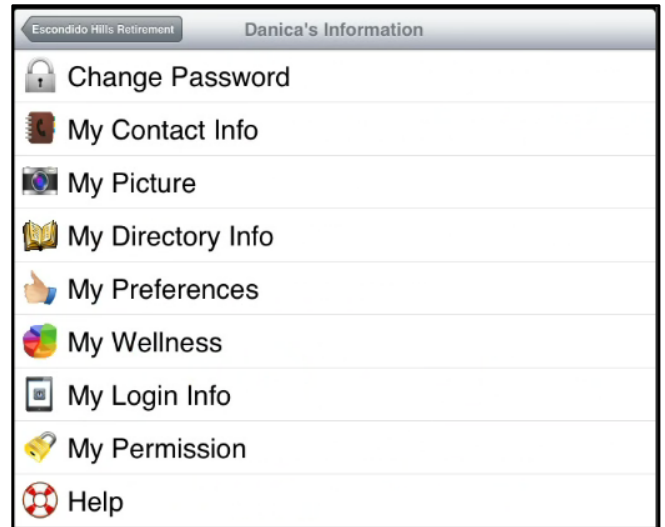 Escondido Hills Retirement Danica's Information
Change Password
My Contact Info
My Picture
My Directory Info
My Preferences
My Wellness
My Login Info
My Permission
Help